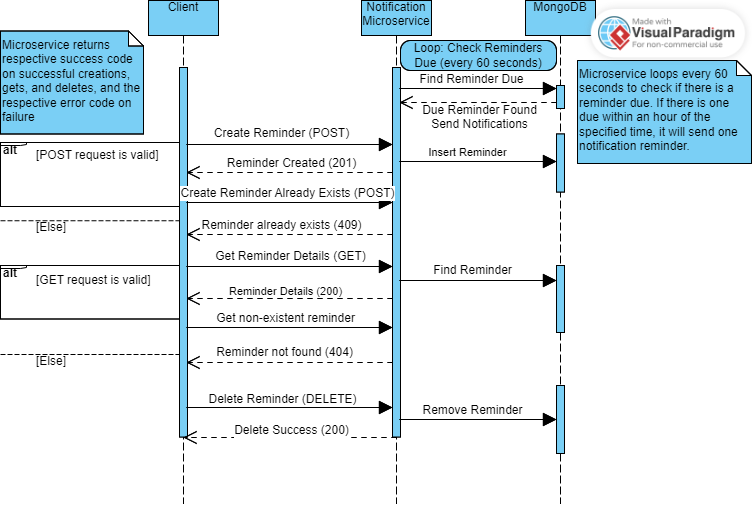 Client
Notification
Microservice
MongoDB
Made with
Visual Paradigm
For non-commercial use
Microservice returns
respective success code
on successful creations,
gets, and deletes, and the
respective error code on
failure
Loop: Check Reminders
Due (every 60 seconds)
Microservice loops every 60
seconds to check if there is a
reminder due. If there is one
due within an hour of the
specified time, it will send one
notification reminder.
Find Reminder Due
Due Reminder Found
Send Notifications
Create Reminder (POST)
alt
[POST request is valid]
Insert Reminder
Reminder Created (201)
Create Reminder Already Exists (POST)
[Else]
Reminder already exists (409)
Get Reminder Details (GET)
alt
[GET request is valid]
Find Reminder
Reminder Details (200)
Get non-existent reminder
Reminder not found (404)
[Else]
Delete Reminder (DELETE)
Remove Reminder
Delete Success (200)